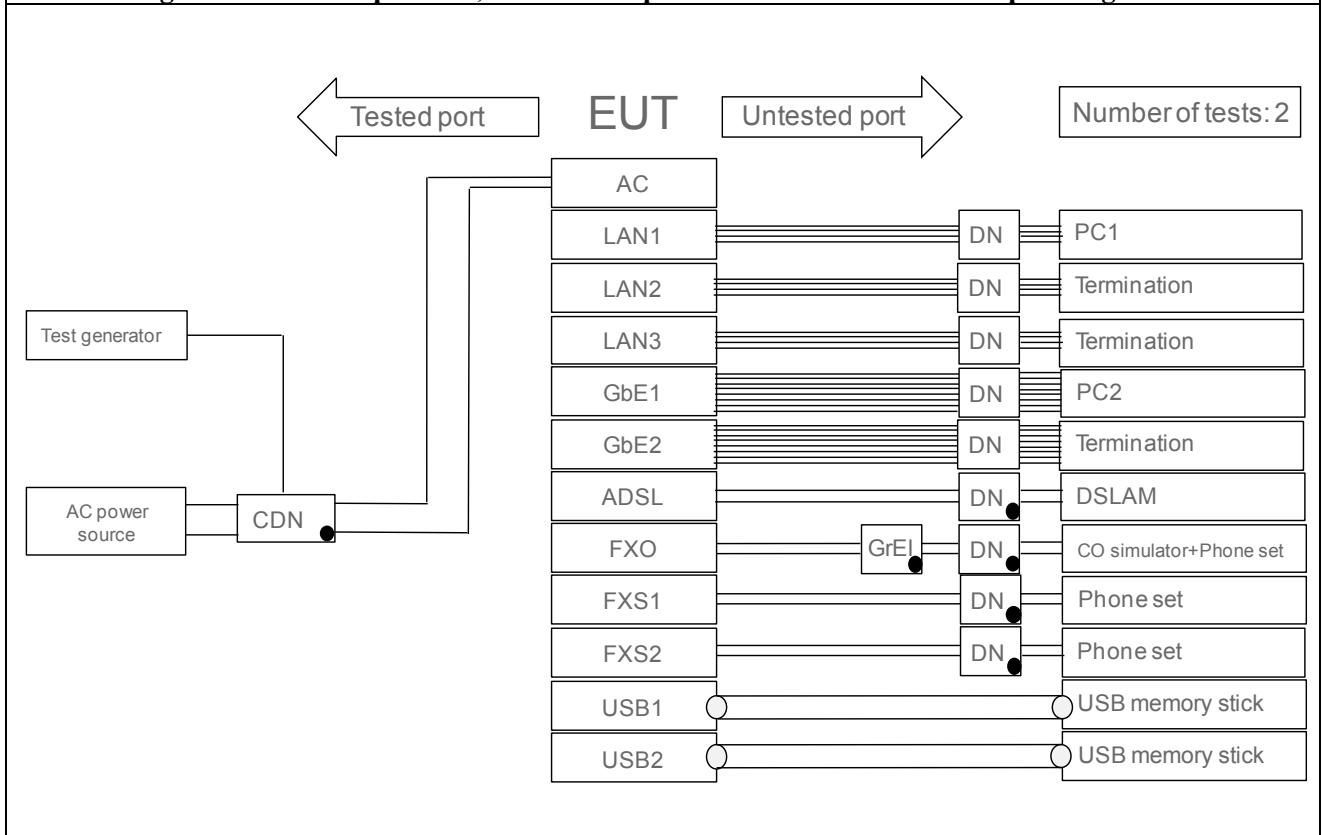 Tested port
EUT
Untested port
Number of tests: 2
AC
LAN1
DN
PC1
LAN2
DN
Termination
Test generator
LAN3
DN
Termination
GbE1
DN
PC2
GbE2
DN
Termination
AC power
source
CDN
ADSL
DN
DSLAM
FXO
GrEI
DN
CO simulator+Phone set
FXS1
DN
Phone set
FXS2
DN
Phone set
USB1
USB memory stick
USB2
USB memory stick